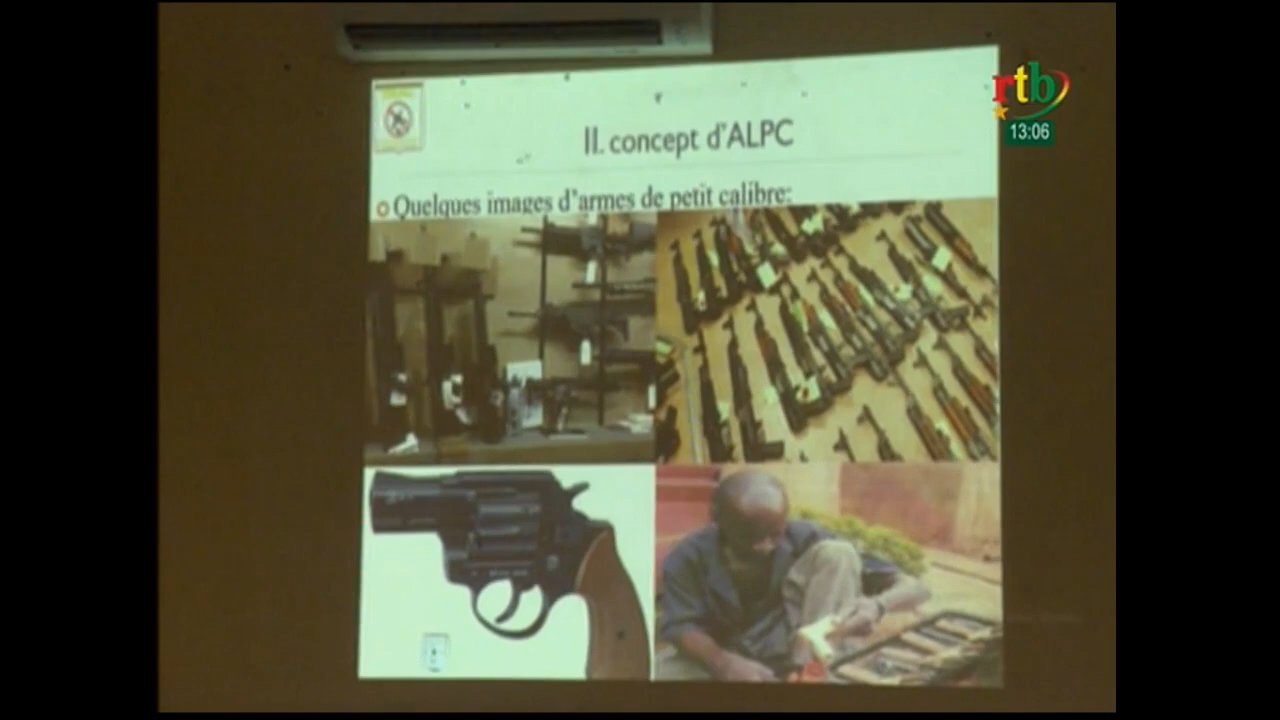 rtb
13:06
II. concept d'ALPC
Quelques images d'armes de petit calibre: